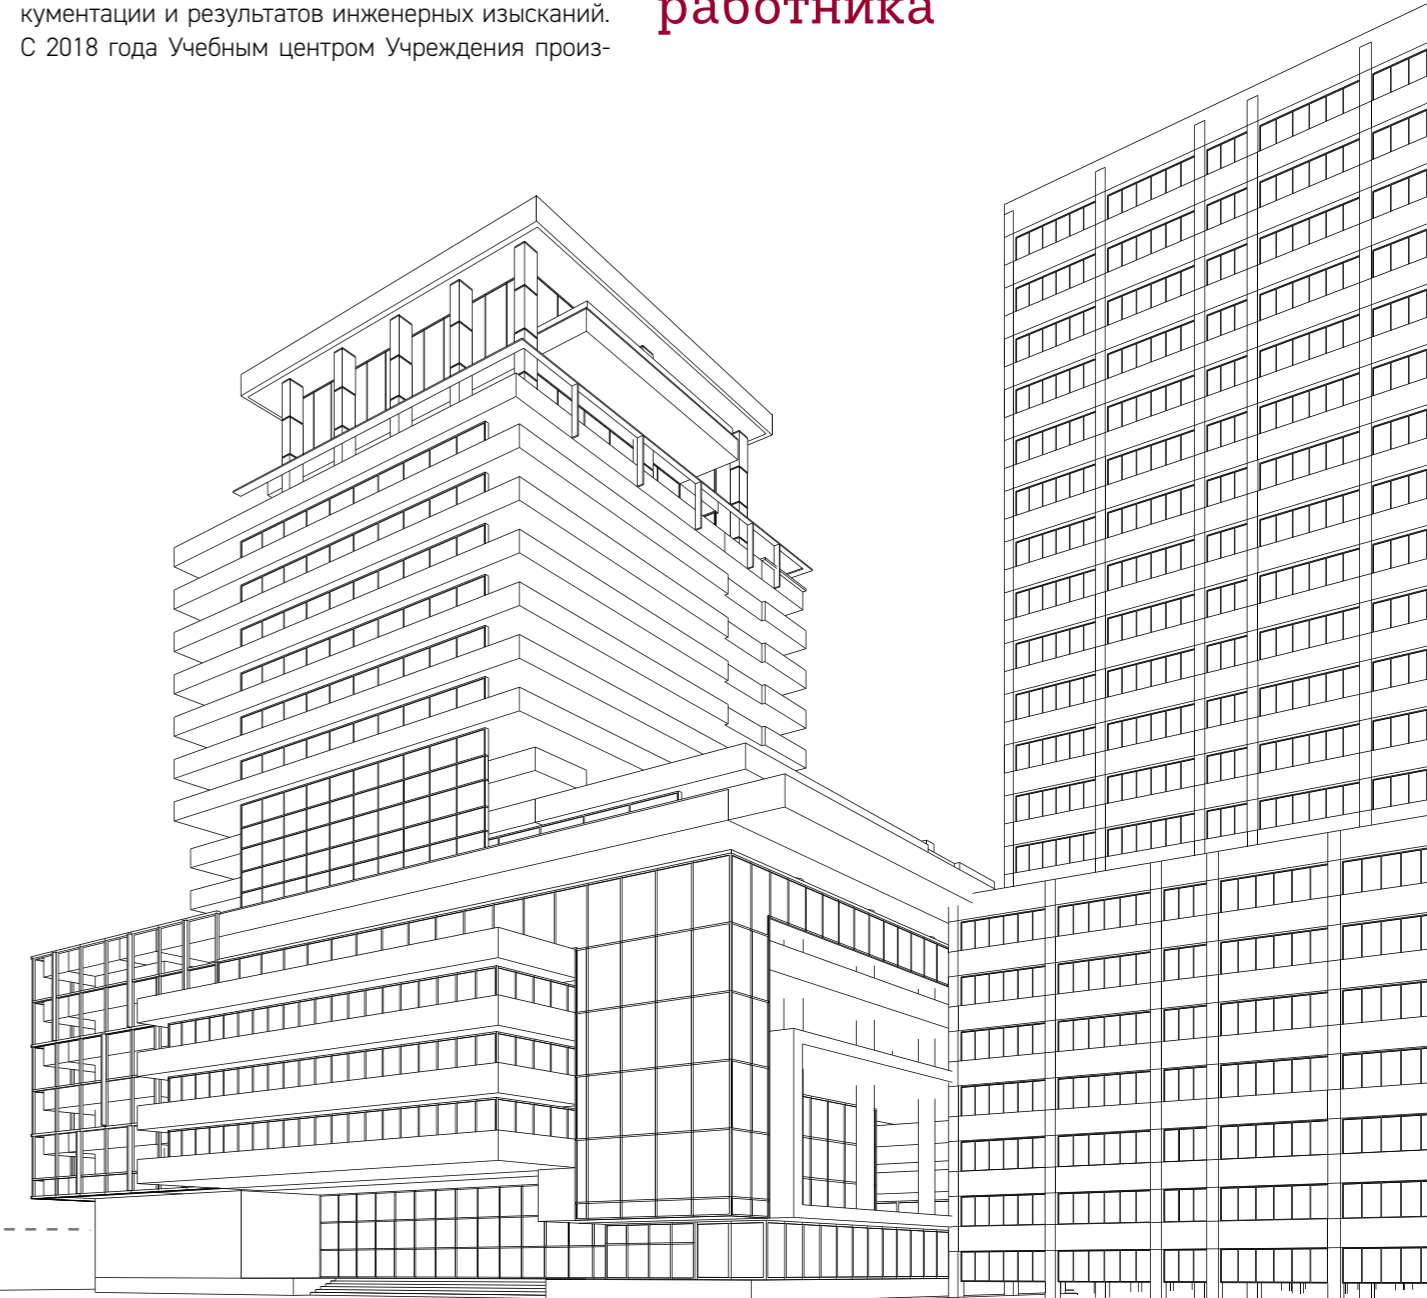 кументации и результатов инженерных изысканий.
С 2018 года Учебным центром Учреждения произ-
работника